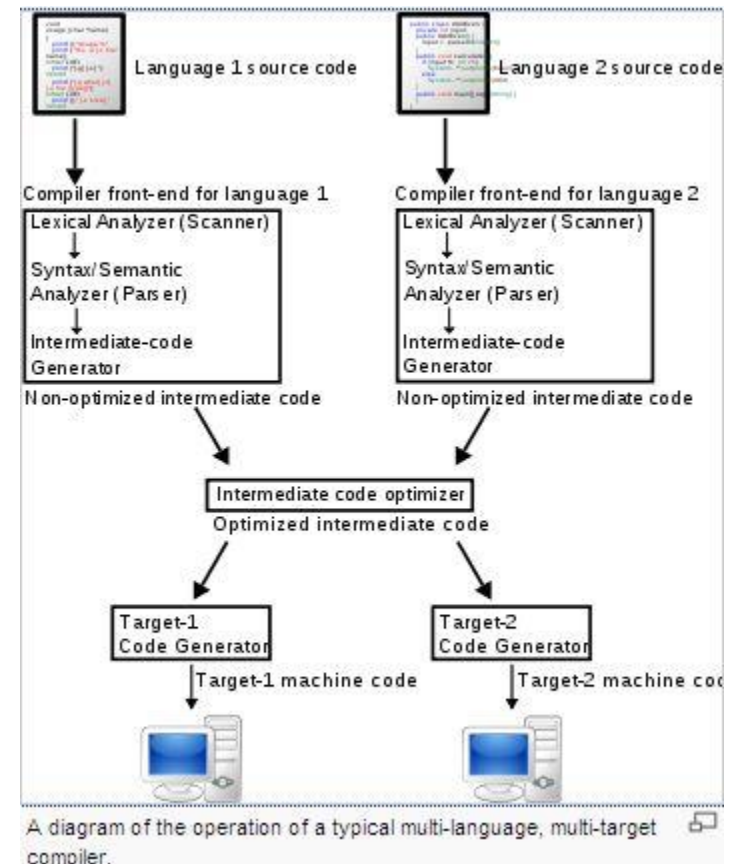 Language 1 source code
Language 2 source code
Compiler front-end for language 1
Compiler front-end for language 2
Lexical Analyzer (Scanner)
Syntax/Semantic
Analyzer (Parser)
Intermediate-code
Generator
Lexical Analyzer (Scanner)
Syntax/Semantic
Analyzer (Parser)
Intermediate-code
Generator
Non-optimized intermediate code
Non-optimized intermediate code
Intermediate code optimizer
Optimized intermediate code
Target-1
Code Generator
Target-2
Code Generator
Target-1 machine code
Target-2 machine
A diagram of the operation of a typical multi-language, multi-target
compiler.